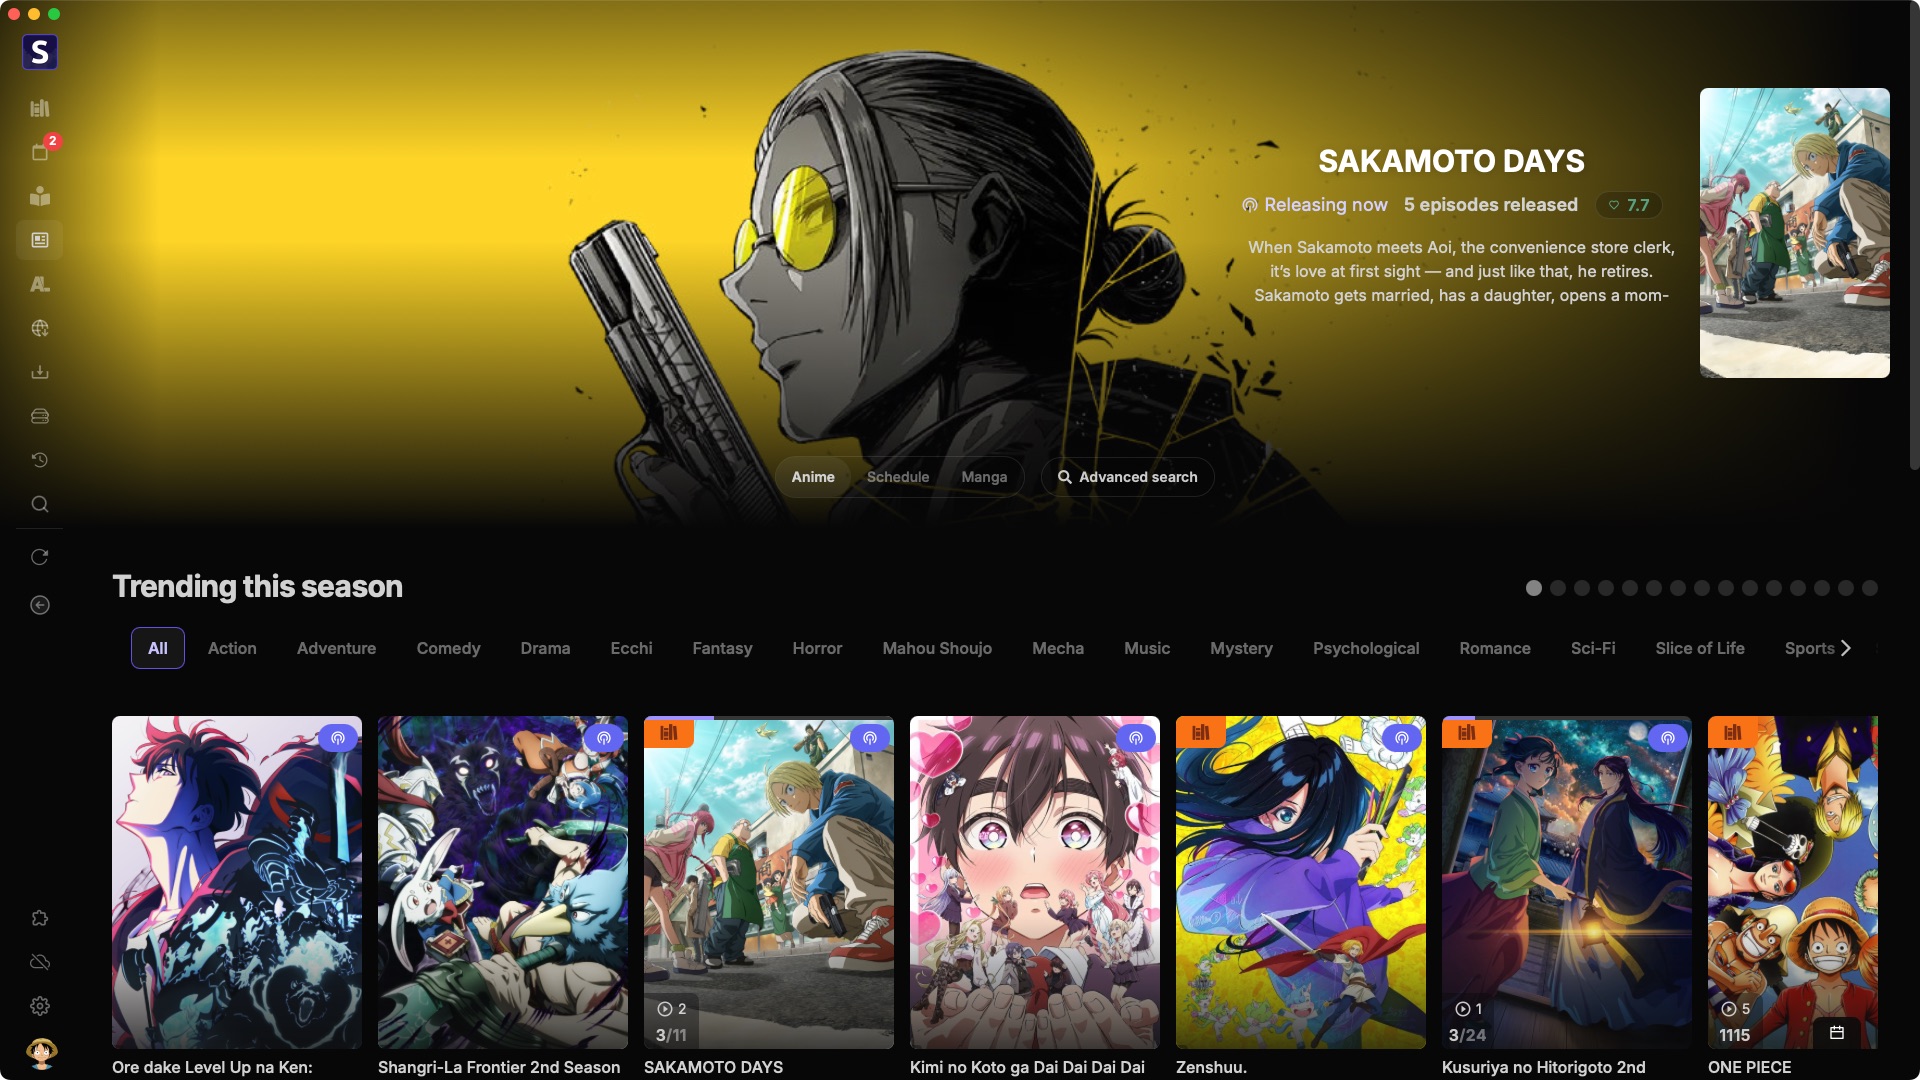 S
2
SAKAMOTO DAYS
Releasing now 5 episodes released 7.7
When Sakamoto meets Aoi, the convenience store clerk,
it's love at first sight — and just like that, he retires.
Sakamoto gets married, has a daughter, opens a mom-
Anime Schedule Manga Advanced search
Trending this season
All Action Adventure Comedy Drama Ecchi Fantasy Horror Mahou Shoujo Mecha Music Mystery Psychological Romance Sci-Fi Slice of Life Sports
2
3/11
1
3/24
5
1115
Ore dake Level Up na Ken:
Shangri-La Frontier 2nd Season
SAKAMOTO DAYS
Kimi no Koto ga Dai Dai Dai Dai
Zenshuu.
Kusuriya no Hitorigoto 2nd
ONE PIECE